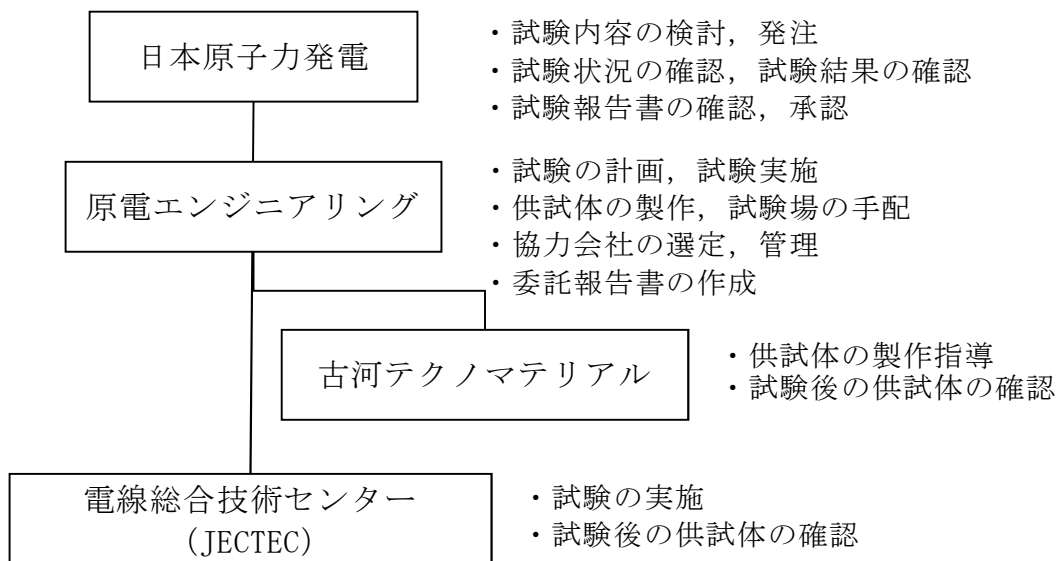 日本原子力発電
・試験内容の検討，発注
・試験状況の確認，試験結果の確認
・試験報告書の確認，承認
原電エンジニアリング
・試験の計画，試験実施
・供試体の製作，試験場の手配
・協力会社の選定，管理
・委託報告書の作成
古河テクノマテリアル
・供試体の製作指導
・試験後の供試体の確認
電線総合技術センター
（JECTEC）
・試験の実施
・試験後の供試体の確認